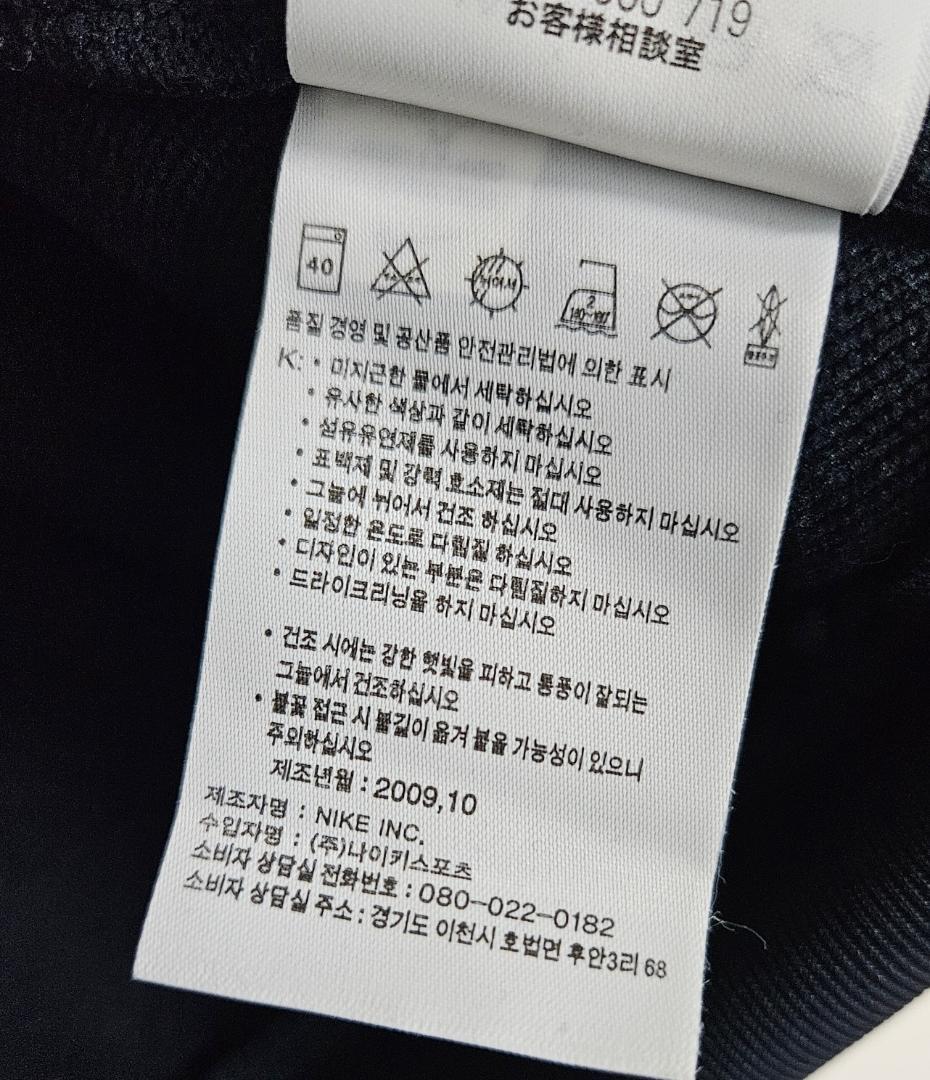 719
お客様相談室
40
2
품질 경영 및 공산품 안전관리법에 의한 표시
K: • 미지근한 물에서 세탁하십시오
• 유사한 색상과 같이 세탁하십시오
• 섬유유연제를 사용하지 마십시오
• 표백제 및 강력 효소제는 절대 사용하지 마십시오
• 그늘에 뉘어서 건조 하십시오
• 일정한 온도로 다림질 하십시오
• 디자인이 있는 부분은 다림질하지 마십시오
• 드라이크리닝을 하지 마십시오
• 건조 시에는 강한 햇빛을 피하고 통풍이 잘되는
그늘에서 건조하십시오
• 불꽃 접근 시 불길이 옮겨 붙을 가능성이 있으니
주의하십시오
제조년월 : 2009,10
제조자명 : NIKE INC.
수입자명 : (주)나이키스포츠
소비자 상담실 전화번호 : 080-022-0182
소비자 상담실 주소 : 경기도 이천시 호법면 후안3리 68